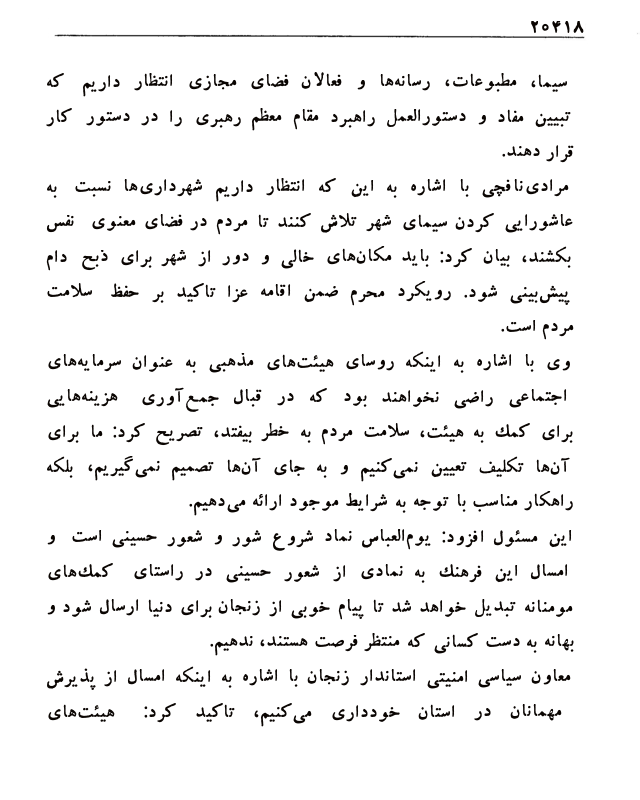 ۲۰۴۱۸
سیما، مطبوعات، رسانه‌ها و فعالان فضای مجازی انتظار داریم که
تبیین مفاد و دستورالعمل راهبرد مقام معظم رهبری را در دستور کار
قرار دهند.
مرادی‌نافچی با اشاره به این که انتظار داریم شهرداری‌ها نسبت به
عاشورایی کردن سیمای شهر تلاش کنند تا مردم در فضای معنوی نفس
بکشند، بیان کرد: باید مکان‌های خالی و دور از شهر برای ذبح دام
پیش‌بینی شود. رویکرد محرم ضمن اقامه عزا تاکید بر حفظ سلامت
مردم است.
وی با اشاره به اینکه روسای هیئت‌های مذهبی به عنوان سرمایه‌های
اجتماعی راضی نخواهند بود که در قبال جمع‌آوری هزینه‌هایی
برای کمك به هیئت، سلامت مردم به خطر بیفتد، تصریح کرد: ما برای
آن‌ها تکلیف تعیین نمی‌کنیم و به جای آن‌ها تصمیم نمی‌گیریم، بلکه
راهکار مناسب با توجه به شرایط موجود ارائه می‌دهیم.
این مسئول افزود: یوم‌العباس نماد شروع شور و شعور حسینی است و
امسال این فرهنك به نمادی از شعور حسینی در راستای کمك‌های
مومنانه تبدیل خواهد شد تا پیام خوبی از زنجان برای دنیا ارسال شود و
بهانه به دست کسانی که منتظر فرصت هستند، ندهیم.
معاون سیاسی امنیتی استاندار زنجان با اشاره به اینکه امسال از پذیرش
مهمانان در استان خودداری می‌کنیم، تاکید کرد: هیئت‌های